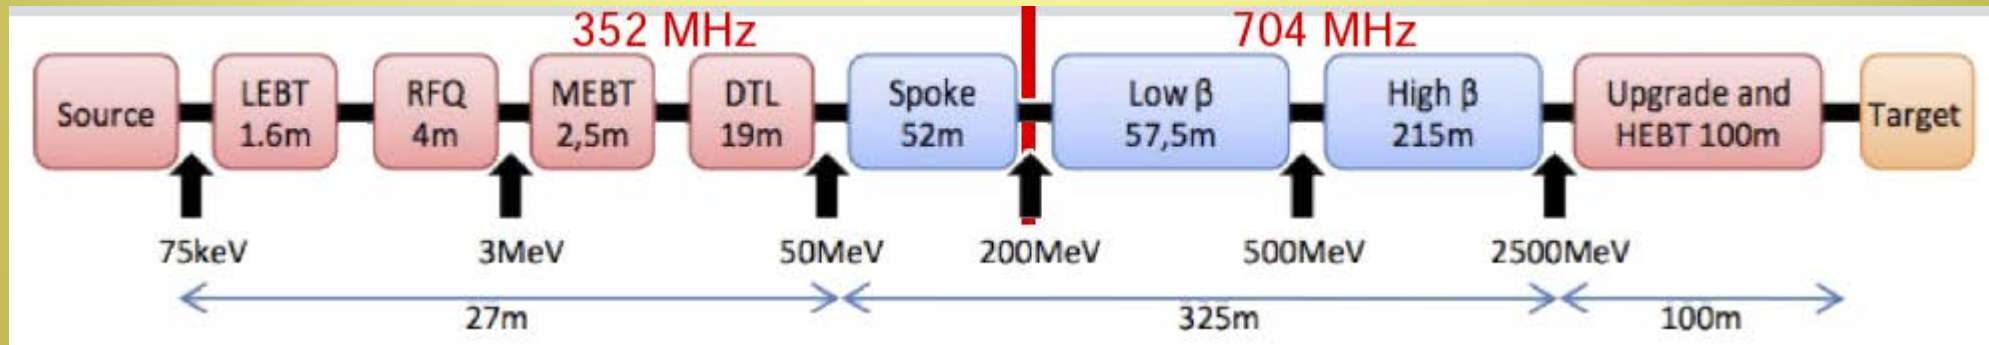 352 MHz
704 MHz
Source
LEBT
1.6m
RFQ
4m
MEBT
2,5m
DTL
19m
Spoke
52m
Low β
57,5m
High β
215m
Upgrade and
HEBT 100m
Target
75keV
3MeV
50MeV
200MeV
500MeV
2500MeV
27m
325m
100m